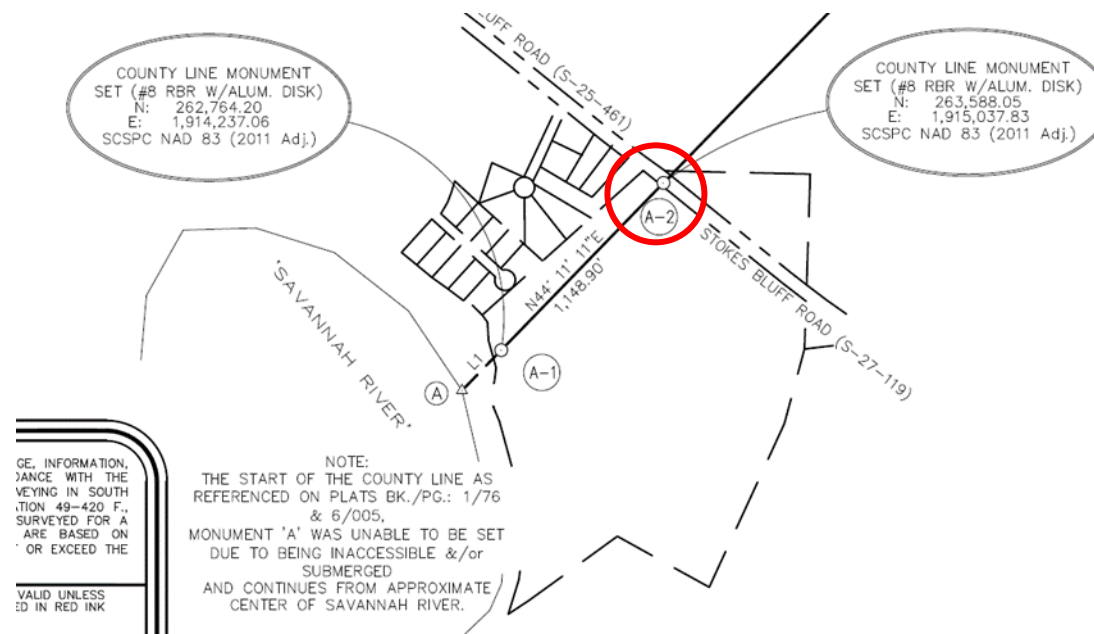 COUNTY LINE MONUMENT
SET (#8 RBR W/ALUM. DISK)
N: 262,764.20
E: 1,914,237.06
SCSPC NAD 83 (2011 Adj.)
BLUFF ROAD (S-25-461)
COUNTY LINE MONUMENT
SET (#8 RBR W/ALUM. DISK)
N: 263,588.05
E: 1,915,037.83
SCSPC NAD 83 (2011 Adj.)
A-2
STOKES BLUFF ROAD (S-27-119)
N44° 11' 11"E
1,148.90'
'SAVANNAH RIVER'
L1
A-1
A
GE, INFORMATION,
DANCE WITH THE
VEYING IN SOUTH
TION 49-420 F.,
SURVEYED FOR A
ARE BASED ON
OR EXCEED THE
VALID UNLESS
ED IN RED INK
NOTE:
THE START OF THE COUNTY LINE AS
REFERENCED ON PLATS BK./PG.: 1/76
& 6/005,
MONUMENT 'A' WAS UNABLE TO BE SET
DUE TO BEING INACCESSIBLE &/or
SUBMERGED
AND CONTINUES FROM APPROXIMATE
CENTER OF SAVANNAH RIVER.